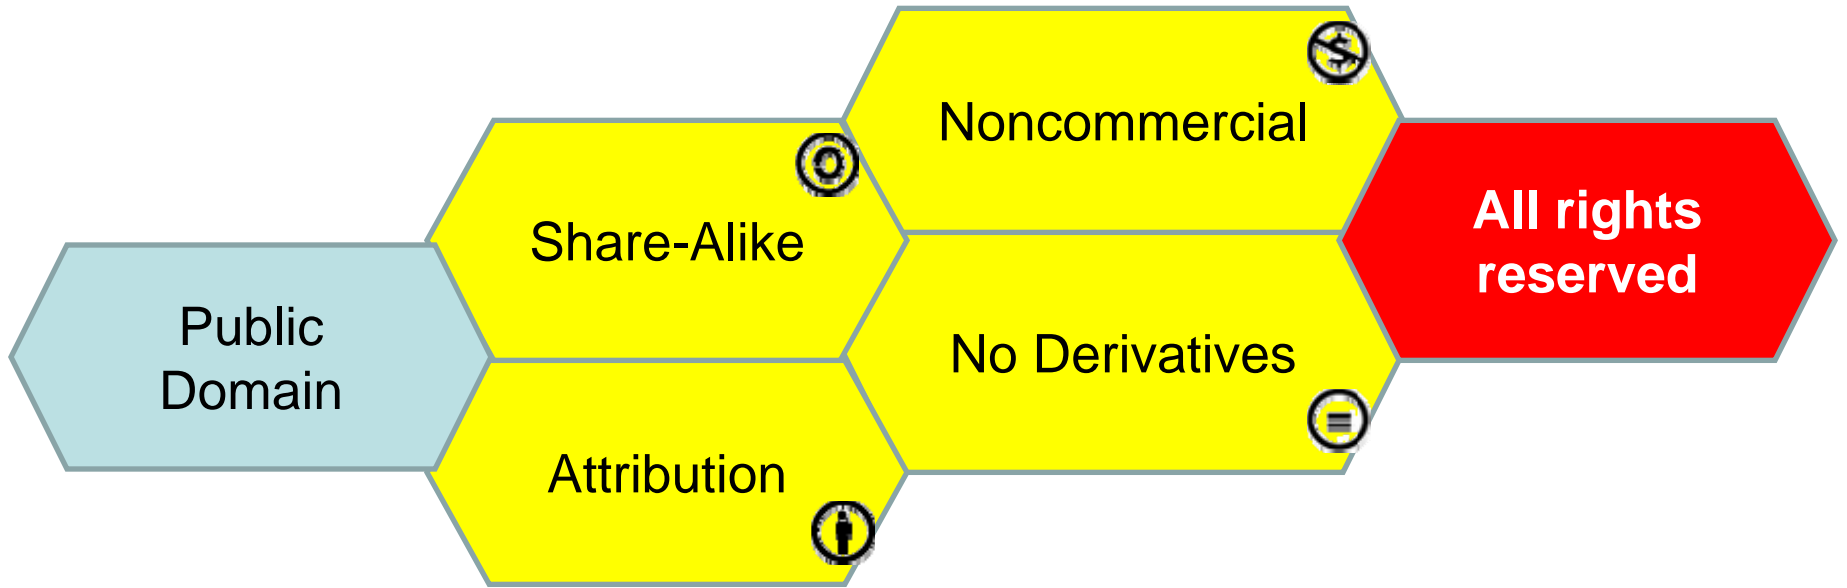 Public
Domain
Share-Alike
Attribution
Noncommercial
$
No Derivatives
All rights
reserved